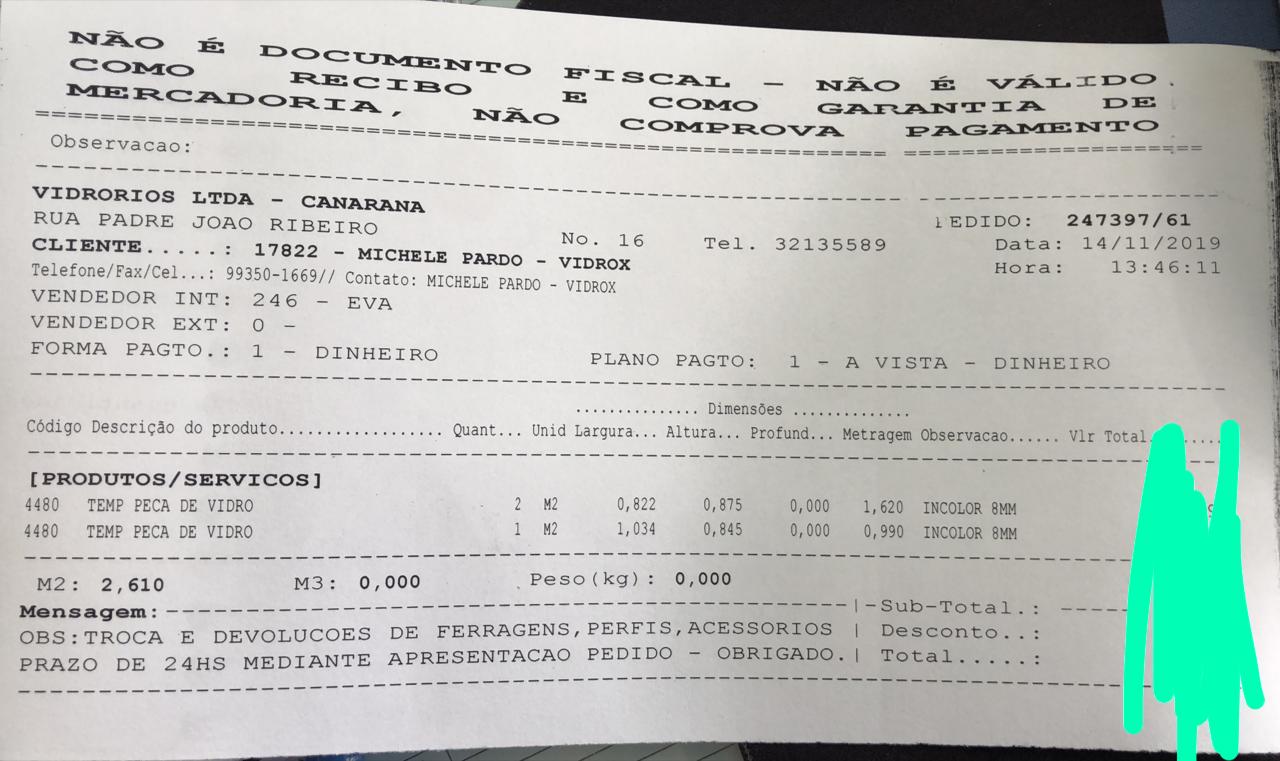 NÃO É DOCUMENTO FISCAL - NÃO É VÁLIDO
COMO RECIBO E COMO GARANTIA DE
MERCADORIA, NÃO COMPROVA PAGAMENTO
Observacao:
VIDRORIOS LTDA - CANARANA
RUA PADRE JOAO RIBEIRO No. 16 Tel. 32135589 PEDIDO: 247397/61
CLIENTE.....: 17822 - MICHELE PARDO - VIDROX Data: 14/11/2019
Telefone/Fax/Cel...: 99350-1669// Contato: MICHELE PARDO - VIDROX Hora: 13:46:11
VENDEDOR INT: 246 - EVA
VENDEDOR EXT: 0 -
FORMA PAGTO.: 1 - DINHEIRO PLANO PAGTO: 1 - A VISTA - DINHEIRO
............... Dimensões ..............
Código Descrição do produto.................. Quant... Unid Largura... Altura... Profund... Metragem Observacao...... Vlr Total
[PRODUTOS/SERVICOS]
4480 TEMP PECA DE VIDRO 2 M2 0,822 0,875 0,000 1,620 INCOLOR 8MM
4480 TEMP PECA DE VIDRO 1 M2 1,034 0,845 0,000 0,990 INCOLOR 8MM
M2: 2,610 M3: 0,000 Peso(kg): 0,000
Mensagem:---|-Sub-Total.:
OBS:TROCA E DEVOLUCOES DE FERRAGENS,PERFIS,ACESSORIOS | Desconto..:
PRAZO DE 24HS MEDIANTE APRESENTACAO PEDIDO - OBRIGADO.| Total.....: